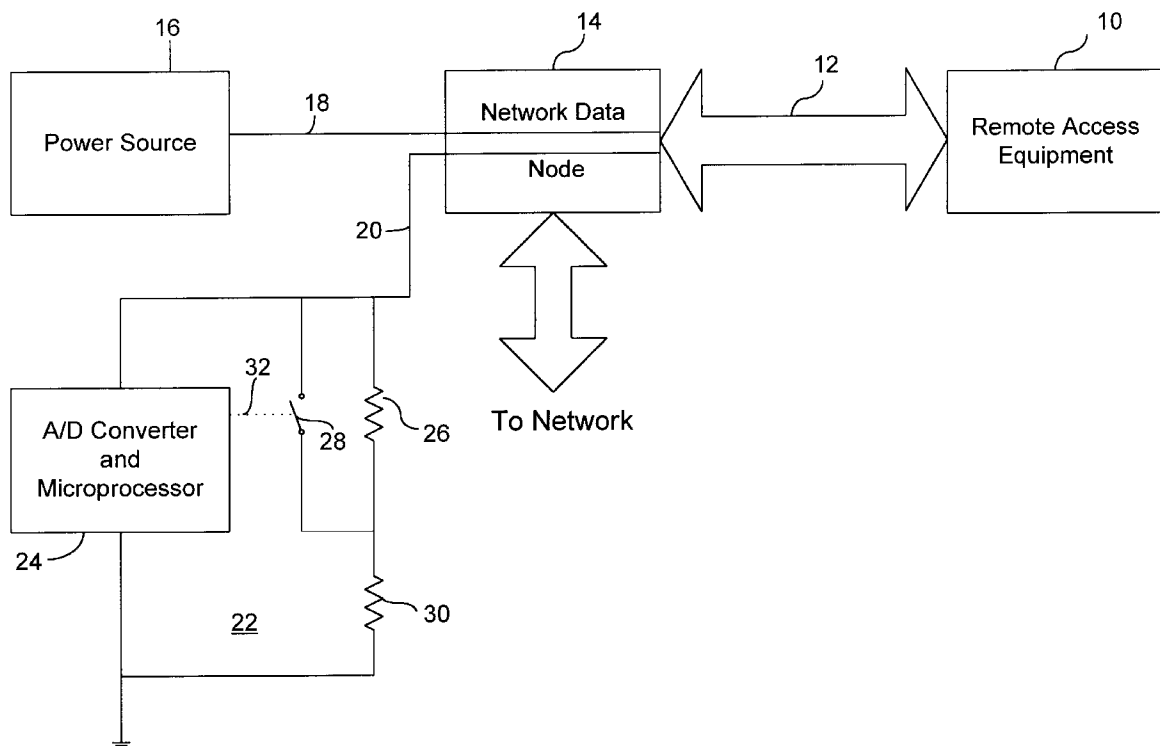 16
14
10
18
12
Power Source
Network Data
Node
Remote Access
Equipment
20
32
28
26
To Network
A/D Converter
and
Microprocessor
24
22
30